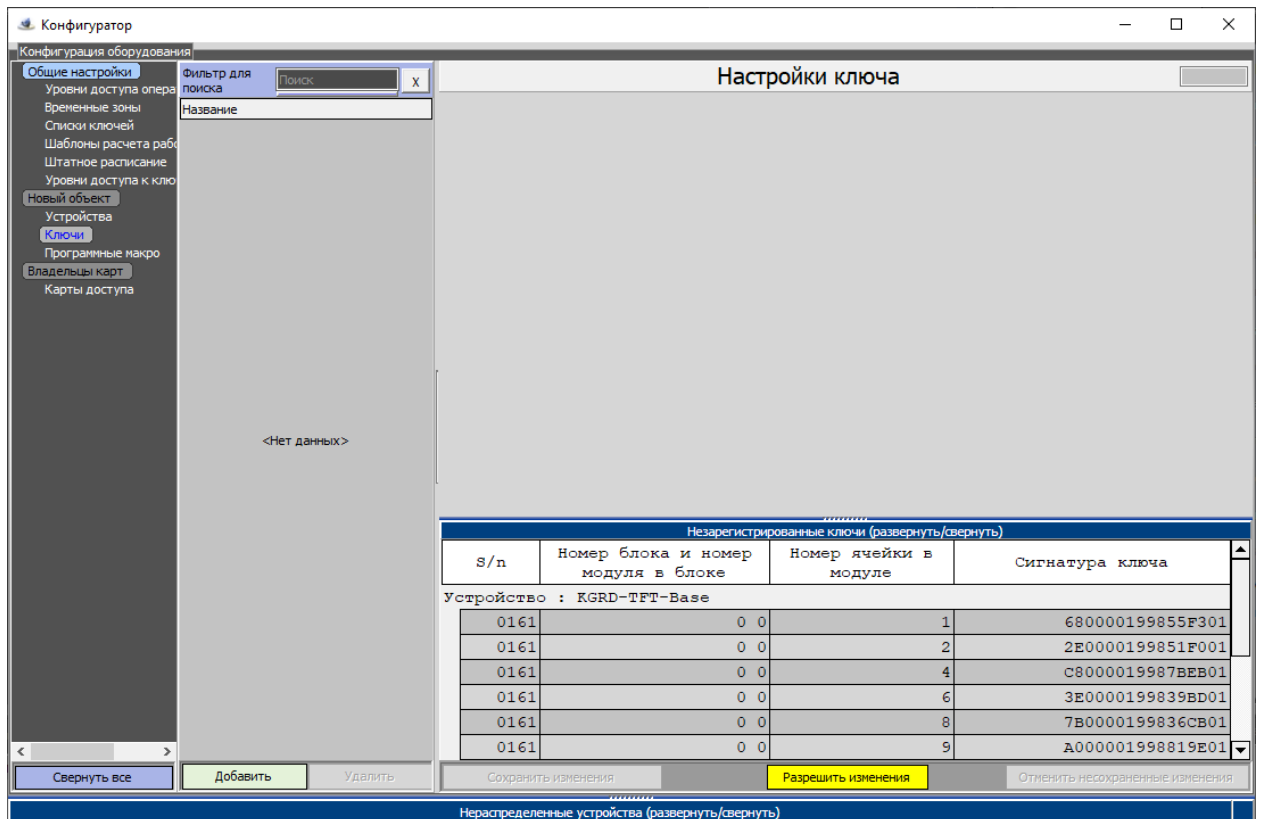 Конфигуратор
Конфигурация оборудования
Общие настройки
Уровни доступа опера
Временные зоны
Списки ключей
Шаблоны расчета рабо
Штатное расписание
Уровни доступа к клю
Новый объект
Устройства
Ключи
Программные макро
Владельцы карт
Карты доступа
Свернуть все
Фильтр для
поиска
Поиск
X
Название
<Нет данных>
Добавить
Удалить
Настройки ключа
Незарегистрированные ключи (развернуть/свернуть)
S/n Номер блока и номер модуля в блоке Номер ячейки в модуле Сигнатура ключа
Устройство : KGRD-TFT-Base
0161 0 0 1 680000199855F301
0161 0 0 2 2E0000199851F001
0161 0 0 4 C8000019987BEB01
0161 0 0 6 3E0000199839BD01
0161 0 0 8 7B0000199836CB01
0161 0 0 9 A000001998819E01
Сохранить изменения
Разрешить изменения
Отменить несохраненные изменения
Нераспределенные устройства (развернуть/свернуть)